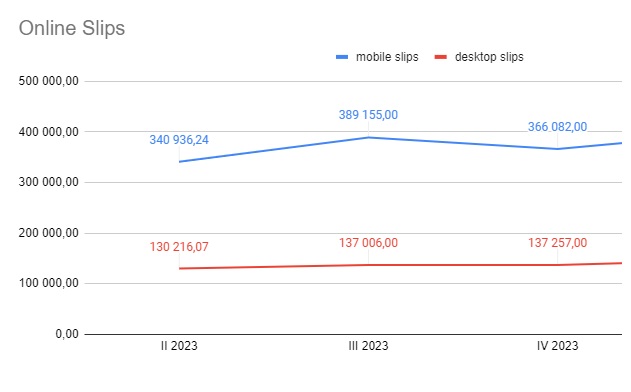 Online Slips
mobile slips desktop slips
500 000,00
389 155,00
400 000,00
366 082,00
340 936,24
300 000,00
200 000,00
130 216,07 137 006,00 137 257,00
100 000,00
0,00
II 2023 III 2023 IV 2023